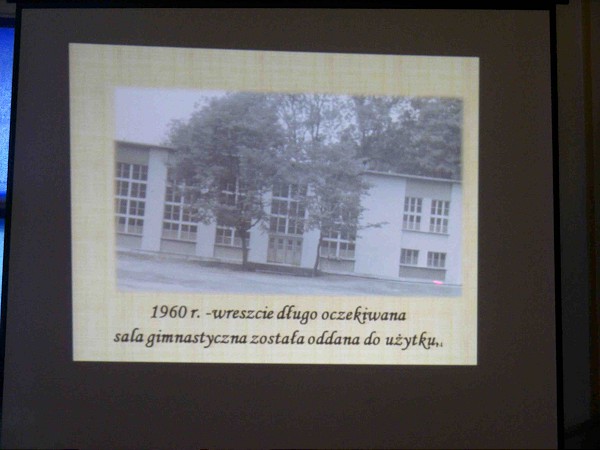 1960 r. -wreszcie długo oczekiwana
sala gimnastyczna została oddana do użytku,,